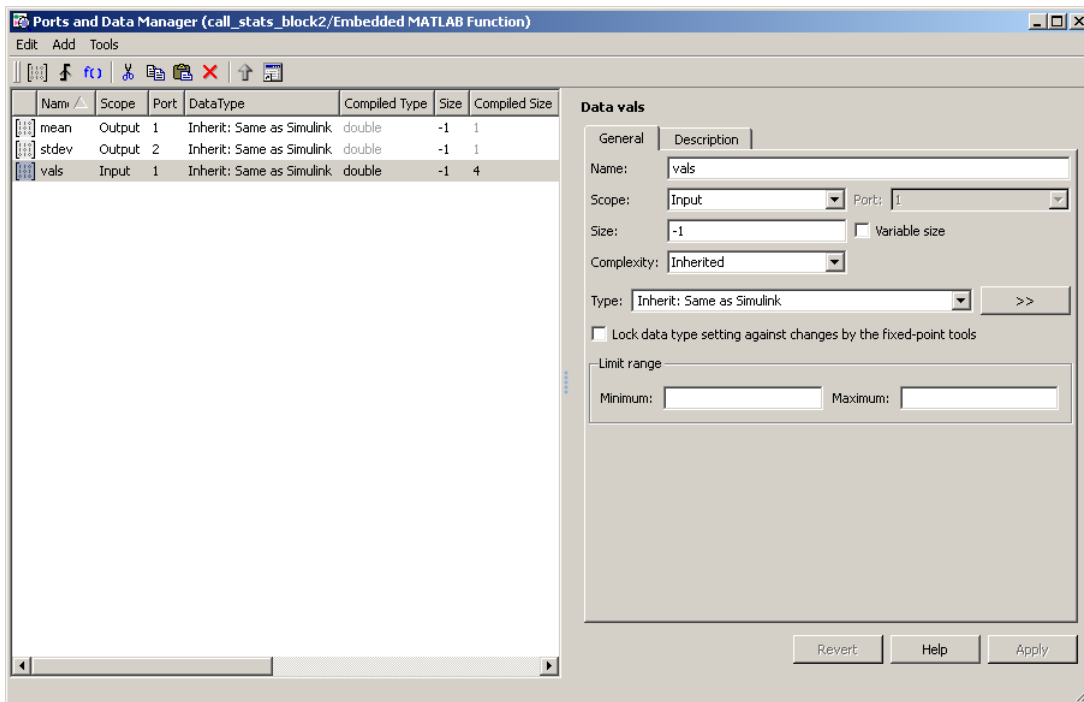 Ports and Data Manager (call_stats_block2/Embedded MATLAB Function)
Edit Add Tools
f()
Name Scope Port DataType Compiled Type Size Compiled Size
mean Output 1 Inherit: Same as Simulink double -1 1
stdev Output 2 Inherit: Same as Simulink double -1 1
vals Input 1 Inherit: Same as Simulink double -1 4
Data vals
General Description
Name: vals
Scope: Input Port: 1
Size: -1 Variable size
Complexity: Inherited
Type: Inherit: Same as Simulink >>
Lock data type setting against changes by the fixed-point tools
Limit range
Minimum: Maximum:
Revert Help Apply